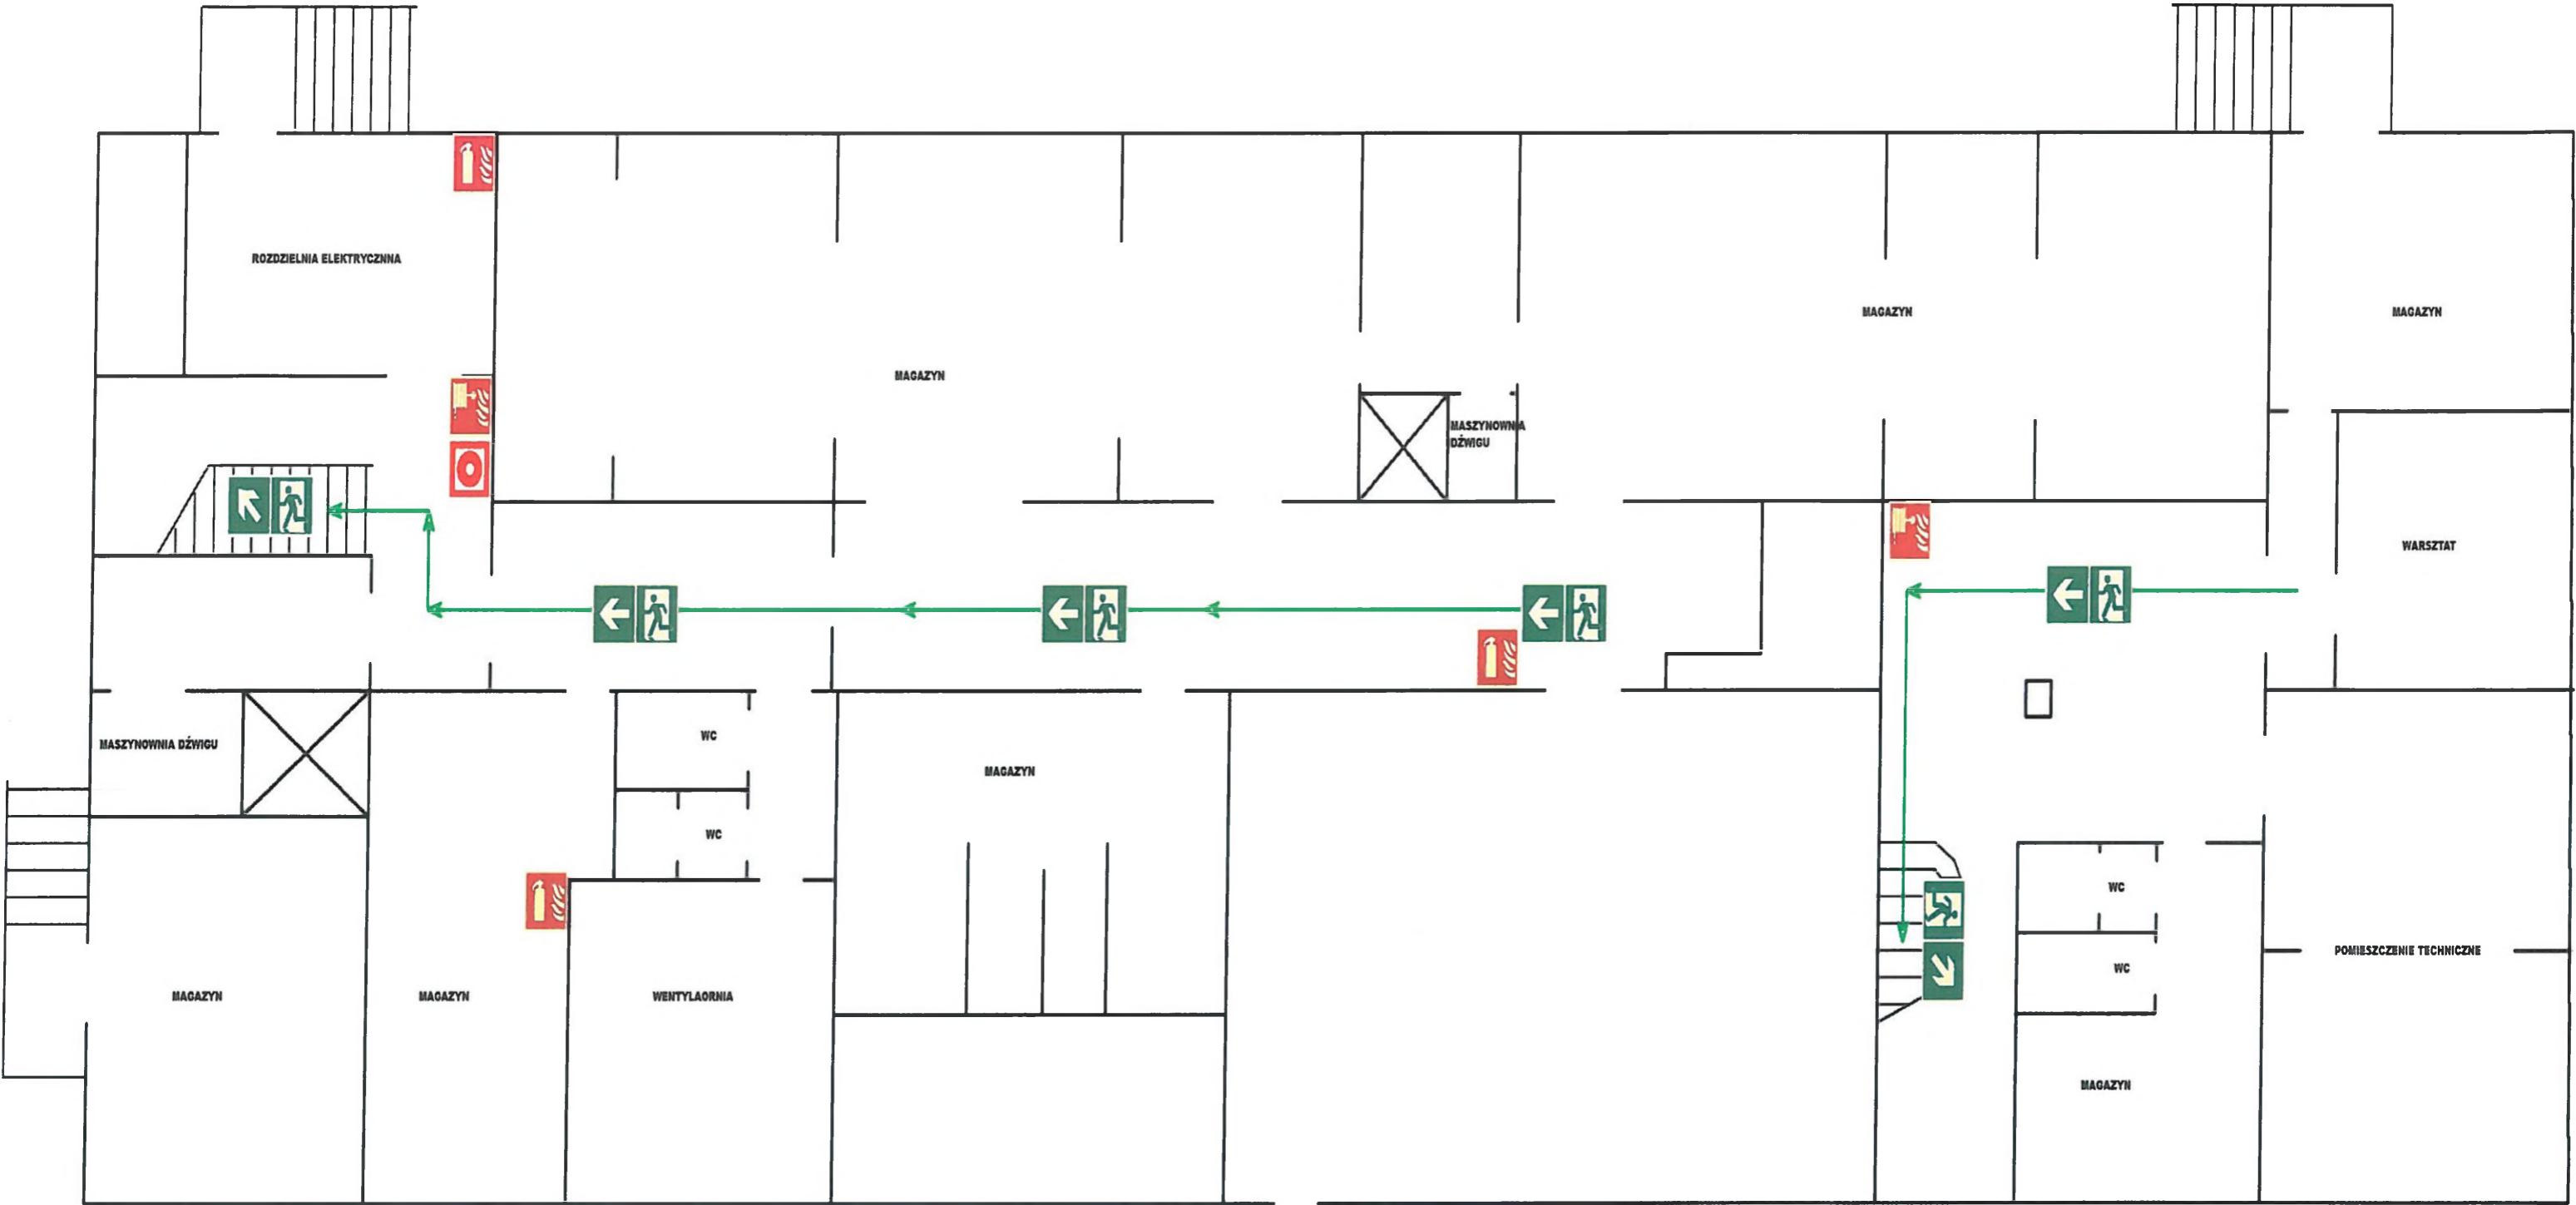 ROZDZIELNIA ELEKTRYCZNNA
MAGAZYN
MAGAZYN
MAGAZYN
MASZYNOWNIA
DŹWIGU
WARSZTAT
MASZYNOWNIA DŹWIGU
WC
MAGAZYN
WC
WC
WC
POMIESZCZENIE TECHNICZNE
MAGAZYN
MAGAZYN
WENTYLAORNIA
MAGAZYN